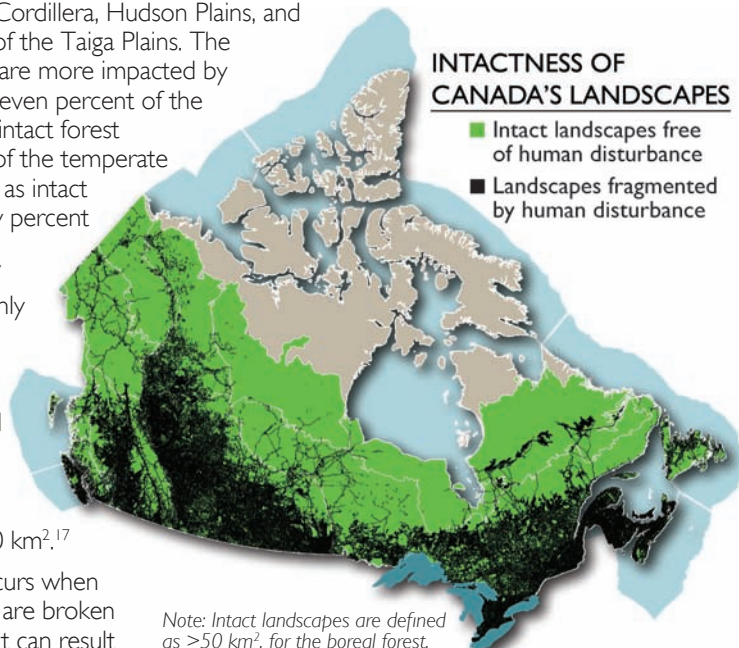 Cordillera, Hudson Plains, and
of the Taiga Plains. The
are more impacted by
even percent of the
intact forest
of the temperate
as intact
percent
nly
0 km².¹⁷
curs when
are broken
t can result
INTACTNESS OF
CANADA'S LANDSCAPES
Intact landscapes free
of human disturbance
Landscapes fragmented
by human disturbance
Note: Intact landscapes are defined
as >50 km², for the boreal forest.